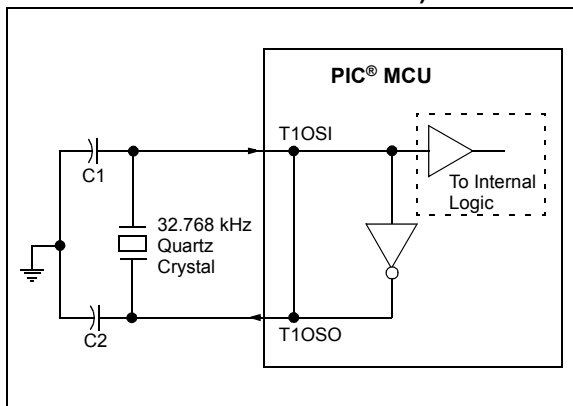 PIC® MCU
T1OSI
C1
To Internal
Logic
32.768 kHz
Quartz
Crystal
C2
T1OSO